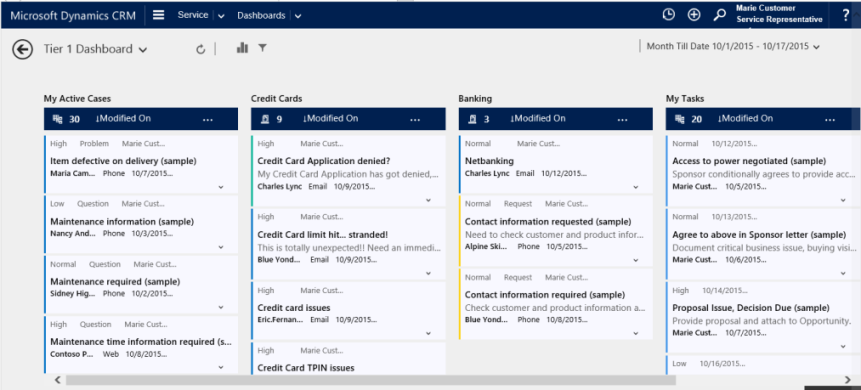 Microsoft Dynamics CRM Service Dashboards Marie Customer
Service Representative ?
Tier 1 Dashboard Month Till Date 10/1/2015 - 10/17/2015
My Active Cases
30 ↓Modified On ...
High Problem Marie Cust...
Item defective on delivery (sample)
Maria Cam... Phone 10/7/2015...
Low Question Marie Cust...
Maintenance information (sample)
Nancy And... Phone 10/3/2015...
Normal Question Marie Cust...
Maintenance required (sample)
Sidney Hig... Phone 10/2/2015...
High Question Marie Cust...
Maintenance time information required (s...
Contoso P... Web 10/8/2015...
Credit Cards
9 ↓Modified On ...
High Marie Cust...
Credit Card Application denied?
My Credit Card Application has got denied,...
Charles Lync Email 10/9/2015...
High Marie Cust...
Credit Card limit hit... stranded!
This is totally unexpected!! Need an immedi...
Blue Yond... Email 10/9/2015...
High Marie Cust...
Credit card issues
Eric.Fernan... Email 10/9/2015...
High Marie Cust...
Credit Card TPIN issues
Banking
3 ↓Modified On ...
Normal Marie Cust...
Netbanking
Charles Lync Email 10/12/2015...
Normal Request Marie Cust...
Contact information requested (sample)
Need to check customer and product infor...
Alpine Ski... Phone 10/5/2015...
Normal Request Marie Cust...
Contact information required (sample)
Check customer and product information a...
Blue Yond... Phone 10/8/2015...
My Tasks
20 ↓Modified On ...
Normal 10/12/2015...
Access to power negotiated (sample)
Sponsor conditionally agrees to provide acc...
Marie Cust... 10/5/2015...
Normal 10/13/2015...
Agree to above in Sponsor letter (sample)
Document critical business issue, buying visi...
Marie Cust... 10/6/2015...
High 10/14/2015...
Proposal Issue, Decision Due (sample)
Provide proposal and attach to Opportunity.
Marie Cust... 10/7/2015...
Low 10/16/2015...